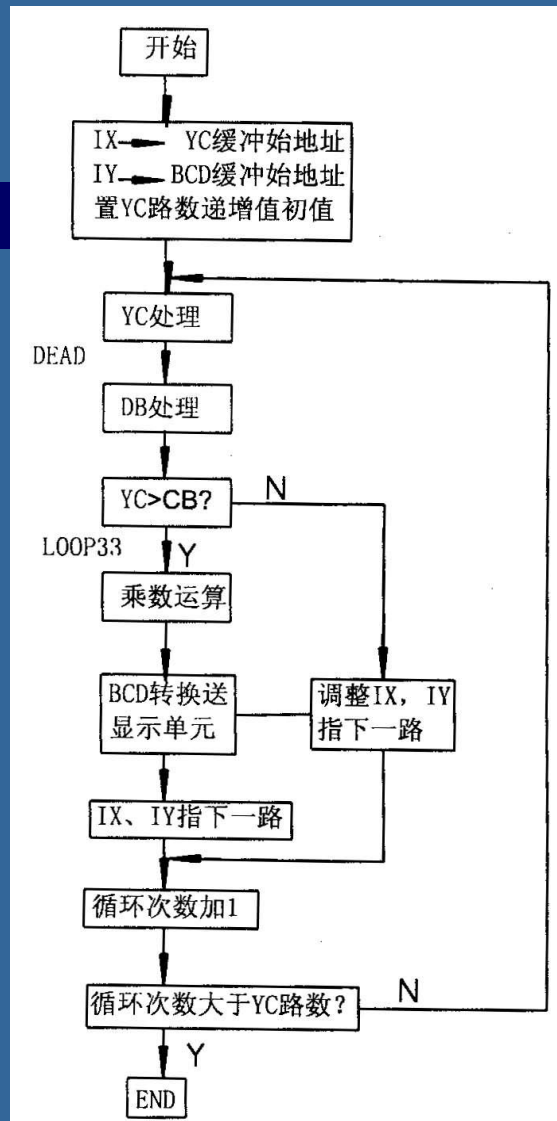 开始
IX YC缓冲始地址
IY BCD缓冲始地址
置YC路数递增值初值
YC处理
DEAD
DB处理
YC>CB?
N
LOOP33
Y
乘数运算
BCD转换送
显示单元
调整IX, IY
指下一路
IX、IY指下一路
循环次数加1
循环次数大于YC路数?
N
Y
END